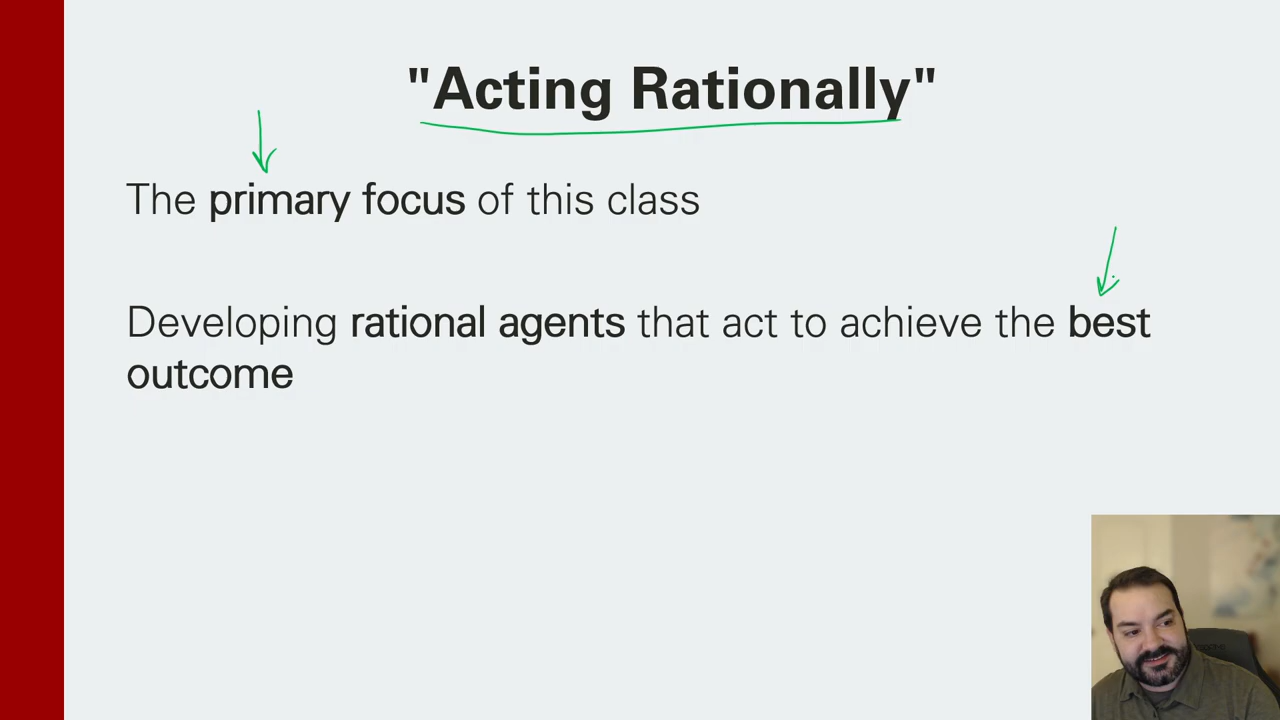 "Acting Rationally"
The primary focus of this class
Developing rational agents that act to achieve the best
outcome